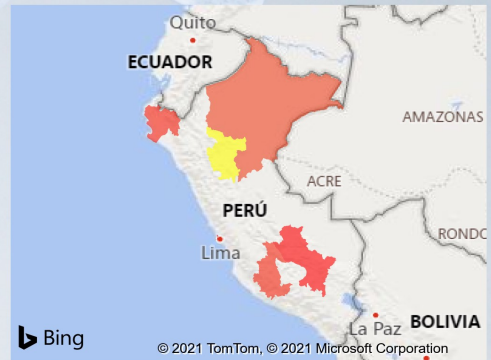 Quito
ECUADOR
AMAZONAS
ACRE
PERÚ
RONDO
Lima
La Paz
BOLIVIA
Bing
© 2021 TomTom, © 2021 Microsoft Corporation